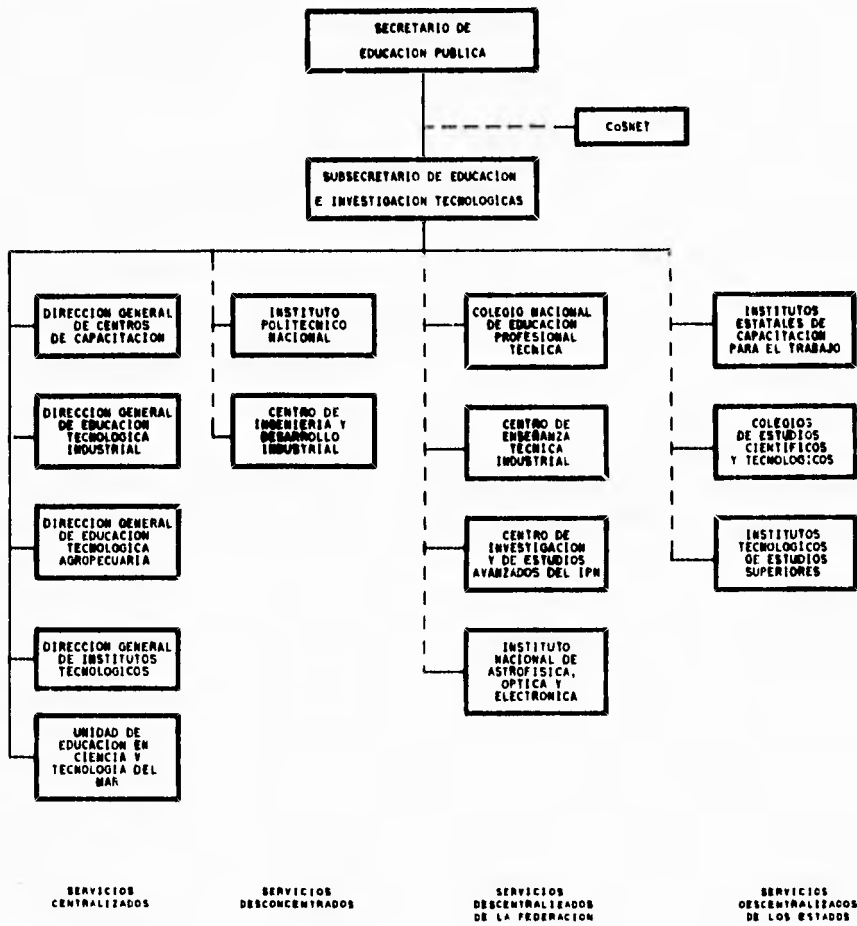 SECRETARIO DE
EDUCACION PUBLICA
CoSNET
SUBSECRETARIO DE EDUCACION
E INVESTIGACION TECNOLOGICAS
DIRECCION GENERAL
DE CENTROS
DE CAPACITACION
DIRECCION GENERAL
DE EDUCACION
TECNOLOGICA
INDUSTRIAL
DIRECCION GENERAL
DE EDUCACION
TECNOLOGICA
AGROPECUARIA
DIRECCION GENERAL
DE INSTITUTOS
TECNOLOGICOS
UNIDAD DE
EDUCACION EN
CIENCIA Y
TECNOLOGIA DEL
MAR
SERVICIOS
CENTRALIZADOS
INSTITUTO
POLITECNICO
NACIONAL
CENTRO DE
INGENIERIA Y
DESARROLLO
INDUSTRIAL
SERVICIOS
DESCONCENTRADOS
COLEGIO NACIONAL
DE EDUCACION
PROFESIONAL
TECNICA
CENTRO DE
ENSEÑANZA
TECNICA
INDUSTRIAL
CENTRO DE
INVESTIGACION
Y DE ESTUDIOS
AVANZADOS DEL IPN
INSTITUTO
NACIONAL DE
ASTROFISICA,
OPTICA Y
ELECTRONICA
SERVICIOS
DESCENTRALIZADOS
DE LA FEDERACION
INSTITUTOS
ESTATALES DE
CAPACITACION
PARA EL TRABAJO
COLEGIOS
DE ESTUDIOS
CIENTIFICOS
Y TECNOLOGICOS
INSTITUTOS
TECNOLOGICOS
DE ESTUDIOS
SUPERIORES
SERVICIOS
DESCENTRALIZADOS
DE LOS ESTADOS